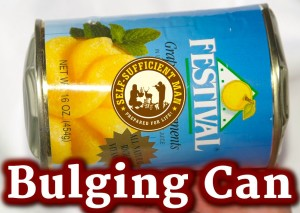 FESTIVAL
NET WT. 16 OZ (454g)
SELF-SUFFICIENT MAN
PREPARED FOR LIFE!
Bulging Can